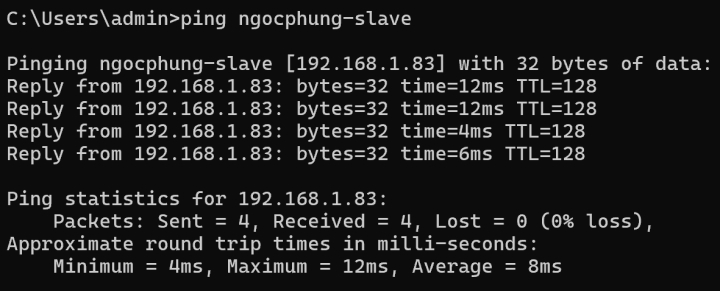 C:\Users\admin>ping ngocphung-slave
Pinging ngocphung-slave [192.168.1.83] with 32 bytes of data:
Reply from 192.168.1.83: bytes=32 time=12ms TTL=128
Reply from 192.168.1.83: bytes=32 time=12ms TTL=128
Reply from 192.168.1.83: bytes=32 time=4ms TTL=128
Reply from 192.168.1.83: bytes=32 time=6ms TTL=128
Ping statistics for 192.168.1.83:
    Packets: Sent = 4, Received = 4, Lost = 0 (0% loss),
Approximate round trip times in milli-seconds:
    Minimum = 4ms, Maximum = 12ms, Average = 8ms